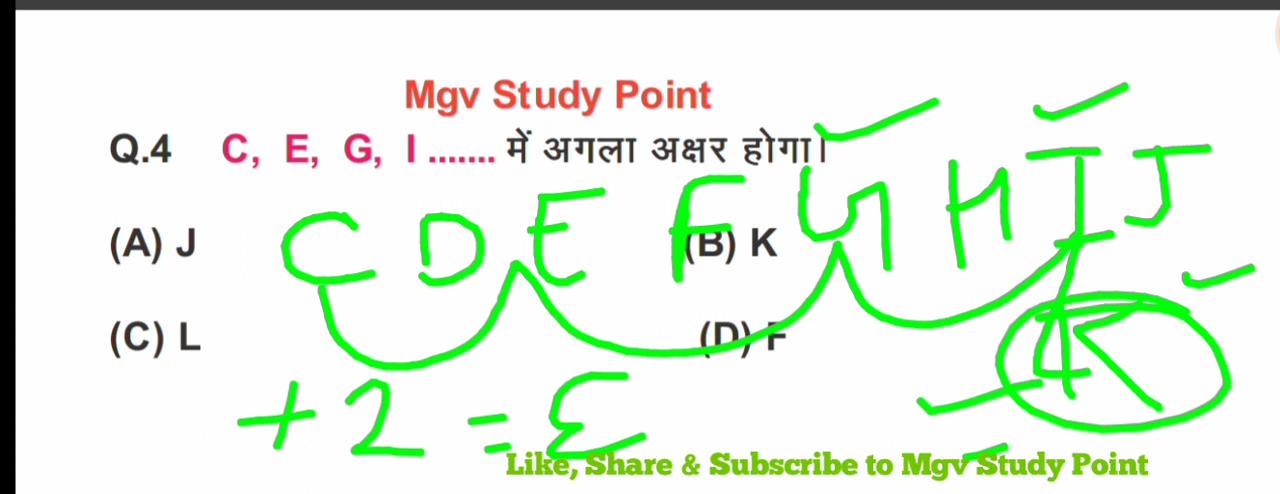 Mgv Study Point
Q.4 C, E, G, I ....... में अगला अक्षर होगा।
(A) J (B) K
C D E F G H I J
(C) L (D) F
K
+2 = E
Like, Share & Subscribe to Mgv Study Point